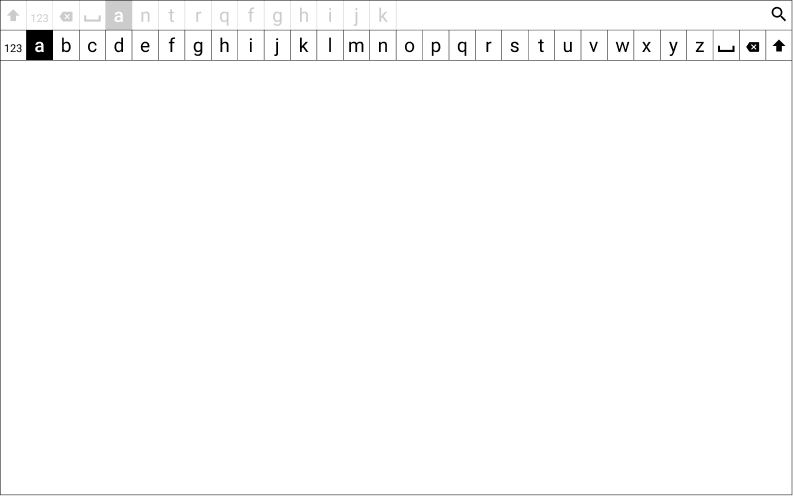 123 a n t r q f g h i j k
123 a b c d e f g h i j k l m n o p q r s t u v w x y z